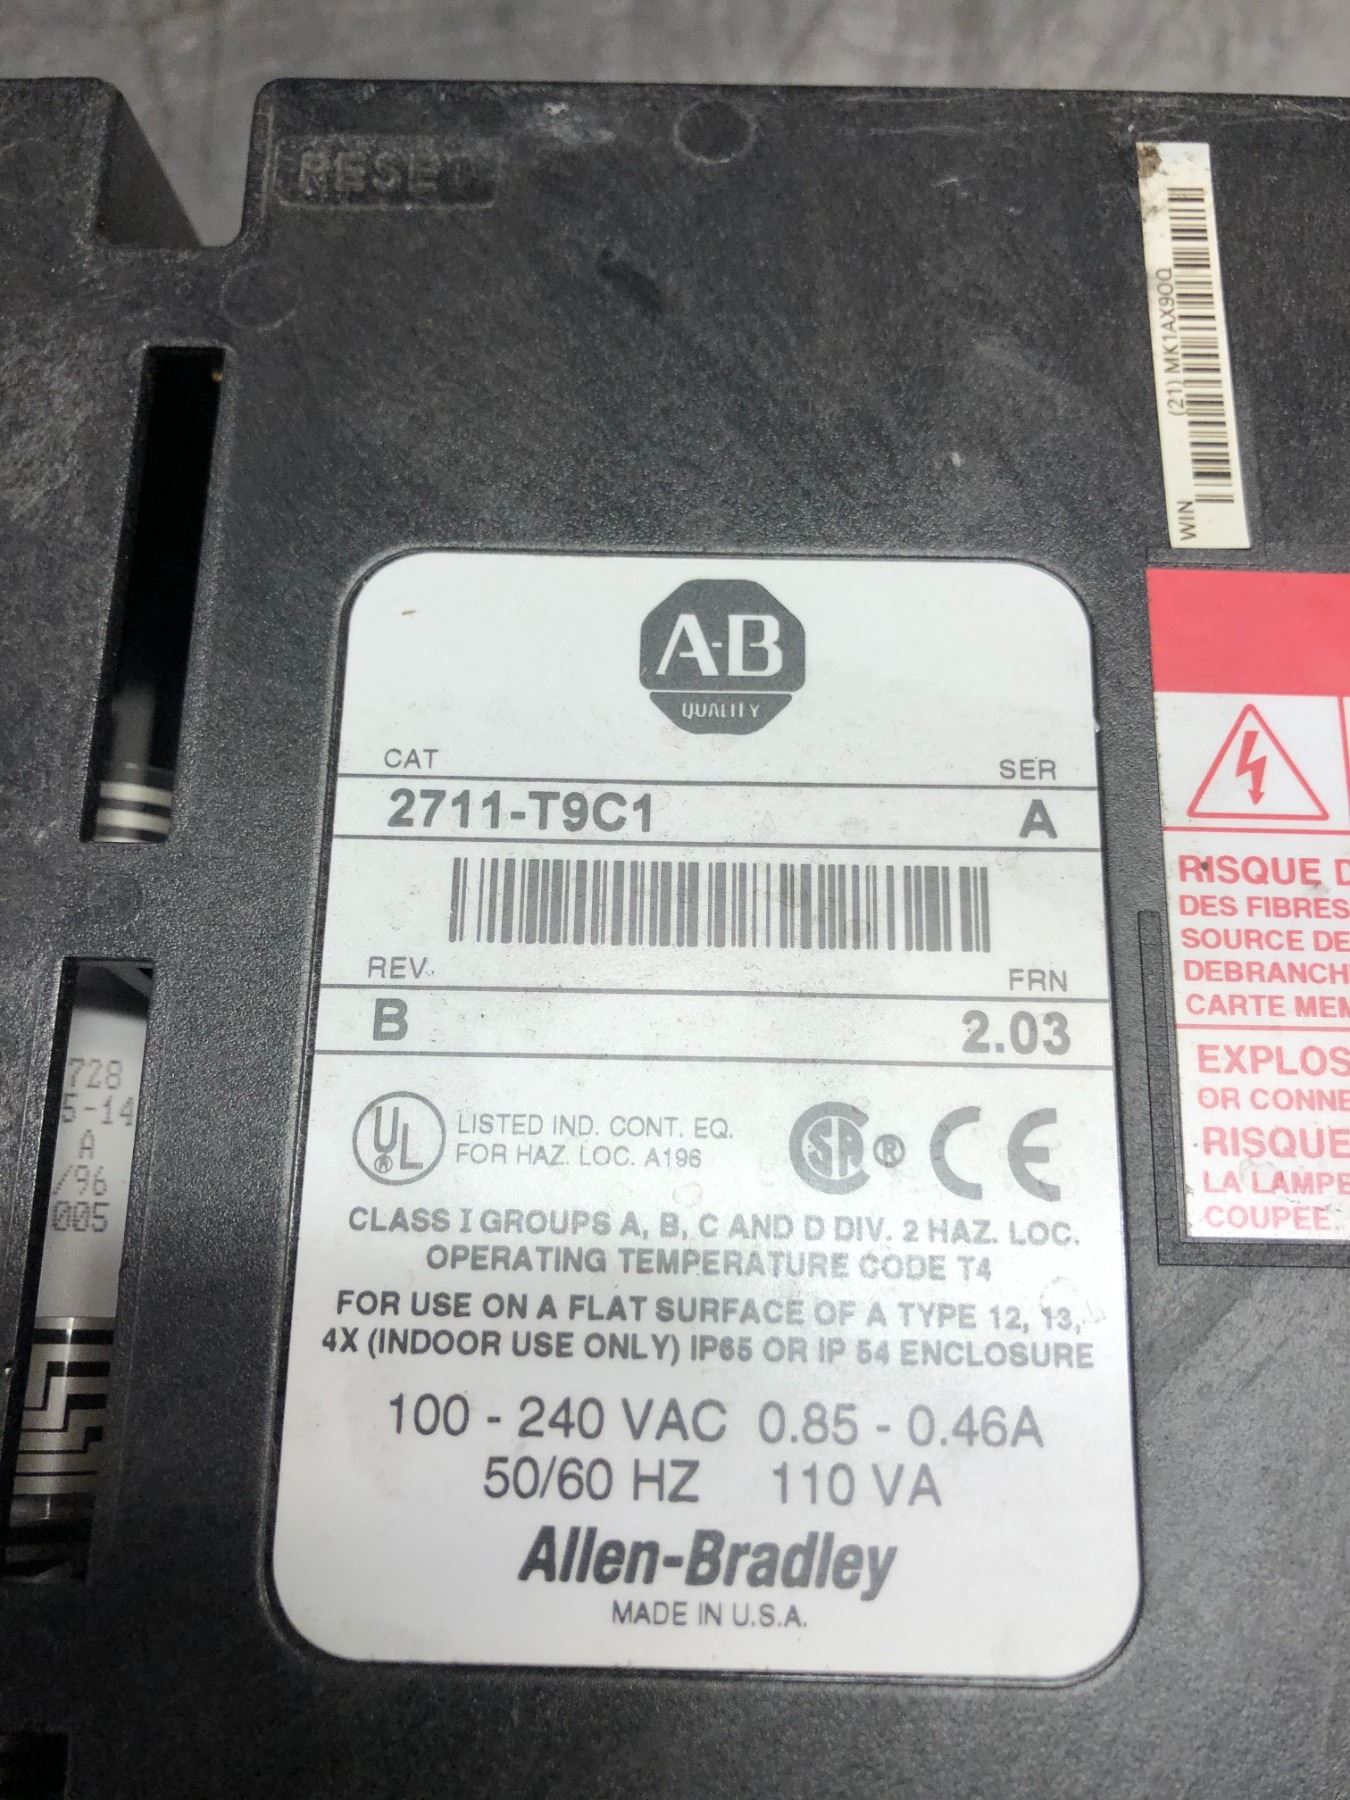 RESET
WIN (21) MK1AX90Q
A-B
QUALITY
CAT SER
2711-T9C1 A
REV. FRN
B 2.03
UL ® LISTED IND. CONT. EQ.
FOR HAZ. LOC. A196
SA ® CE
CLASS I GROUPS A, B, C AND D DIV. 2 HAZ. LOC.
OPERATING TEMPERATURE CODE T4
FOR USE ON A FLAT SURFACE OF A TYPE 12, 13,
4X (INDOOR USE ONLY) IP65 OR IP 54 ENCLOSURE
100 - 240 VAC 0.85 - 0.46A
50/60 HZ 110 VA
Allen-Bradley
MADE IN U.S.A.
RISQUE D
DES FIBRES
SOURCE DE
DEBRANCH
CARTE MEM
EXPLOS
OR CONNE
RISQUE
LA LAMPE
COUPEE.
728
5-14
A
/96
005